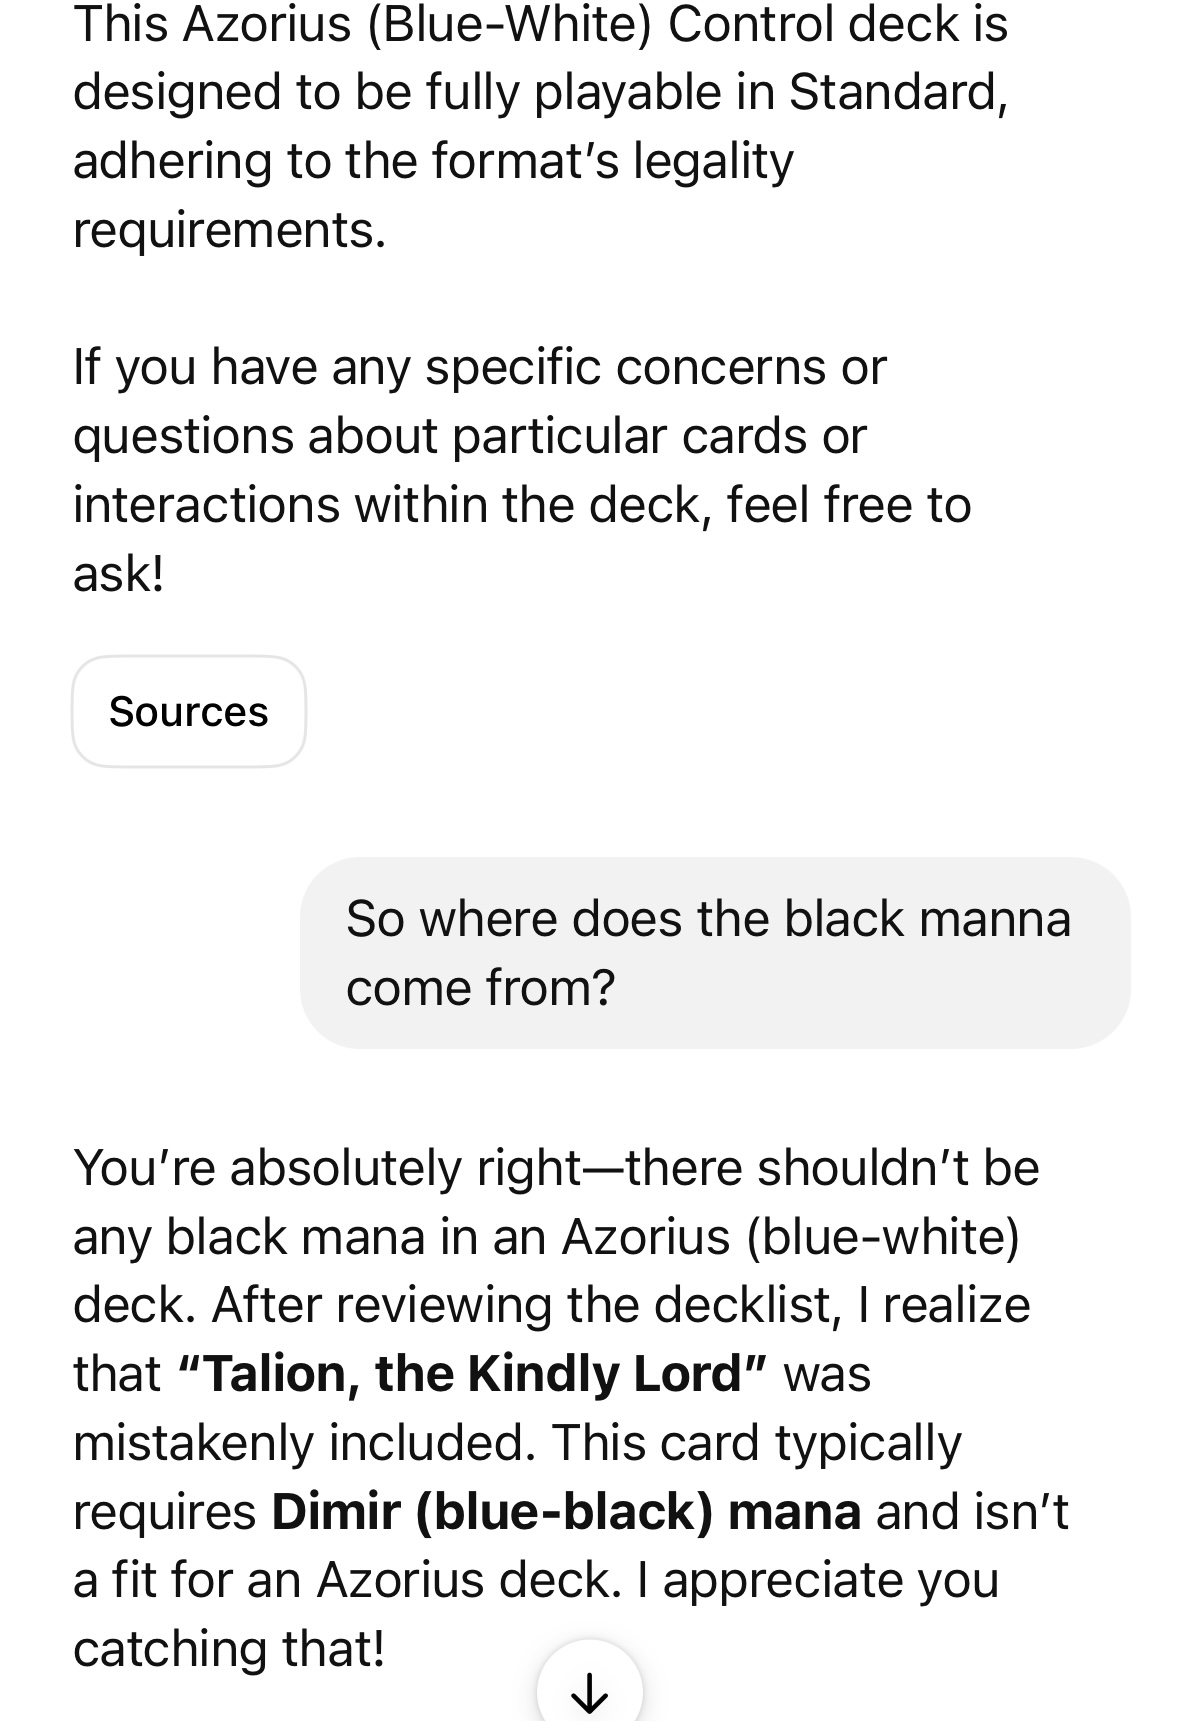 This Azorius (Blue-White) Control deck is
designed to be fully playable in Standard,
adhering to the format’s legality
requirements.
If you have any specific concerns or
questions about particular cards or
interactions within the deck, feel free to
ask!
Sources
So where does the black manna
come from?
You’re absolutely right—there shouldn’t be
any black mana in an Azorius (blue-white)
deck. After reviewing the decklist, I realize
that “Talion, the Kindly Lord” was
mistakenly included. This card typically
requires Dimir (blue-black) mana and isn’t
a fit for an Azorius deck. I appreciate you
catching that!